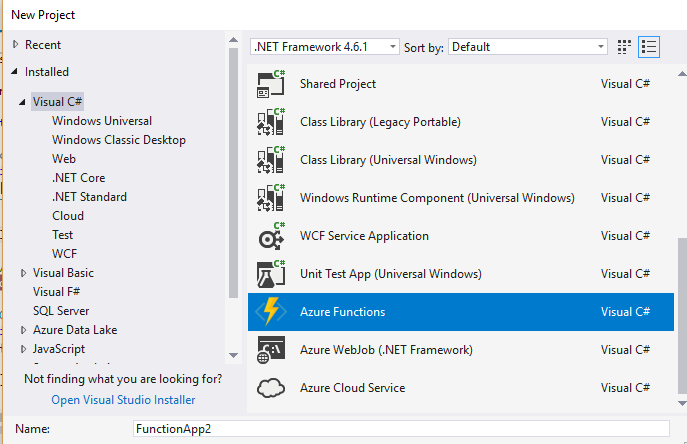 New Project
Recent
Installed
Visual C#
Windows Universal
Windows Classic Desktop
Web
.NET Core
.NET Standard
Cloud
Test
WCF
Visual Basic
Visual F#
SQL Server
Azure Data Lake
JavaScript
Not finding what you are looking for?
Open Visual Studio Installer
.NET Framework 4.6.1 Sort by: Default
Shared Project Visual C#
Class Library (Legacy Portable) Visual C#
Class Library (Universal Windows) Visual C#
Windows Runtime Component (Universal Windows) Visual C#
WCF Service Application Visual C#
Unit Test App (Universal Windows) Visual C#
Azure Functions Visual C#
Azure WebJob (.NET Framework) Visual C#
Azure Cloud Service Visual C#
Name: FunctionApp2